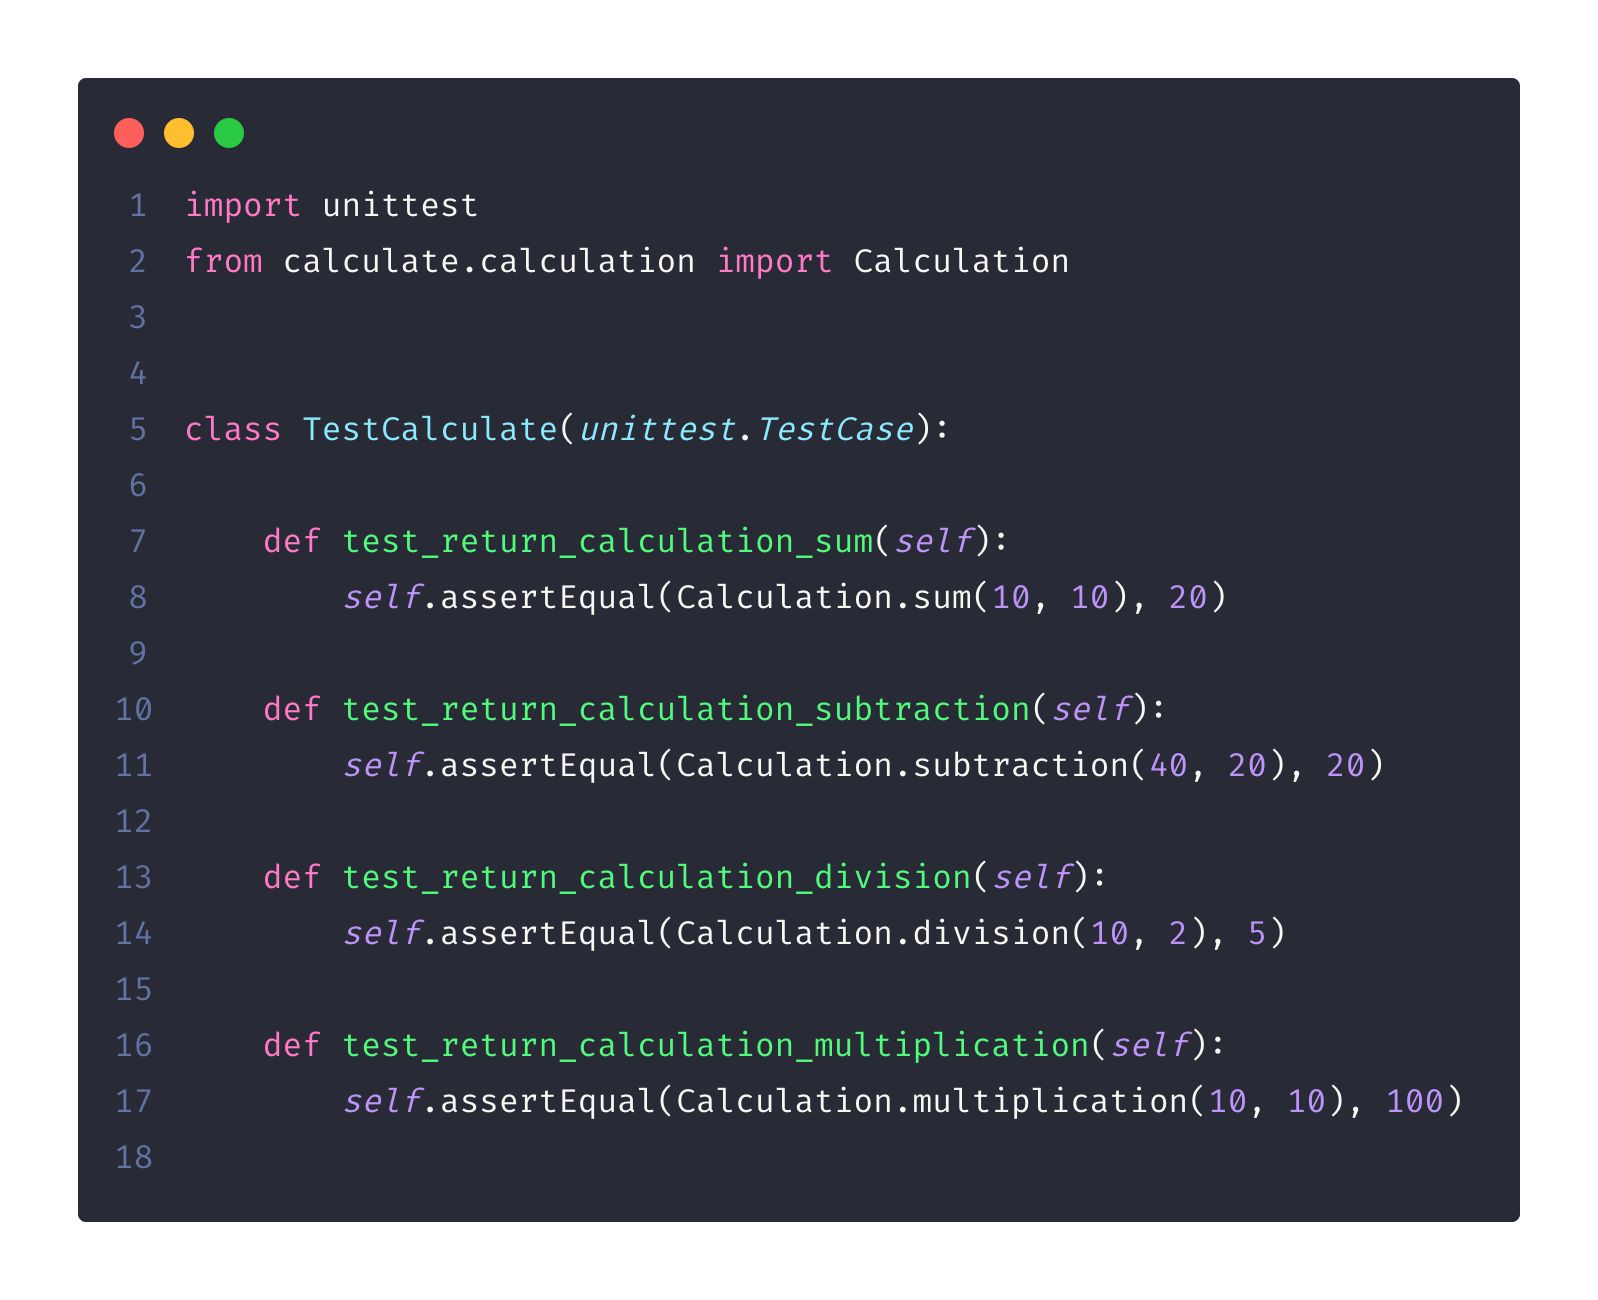 1 import unittest
2 from calculate.calculation import Calculation
3
4
5 class TestCalculate(unittest.TestCase):
6
7     def test_return_calculation_sum(self):
8         self.assertEqual(Calculation.sum(10, 10), 20)
9
10     def test_return_calculation_subtraction(self):
11         self.assertEqual(Calculation.subtraction(40, 20), 20)
12
13     def test_return_calculation_division(self):
14         self.assertEqual(Calculation.division(10, 2), 5)
15
16     def test_return_calculation_multiplication(self):
17         self.assertEqual(Calculation.multiplication(10, 10), 100)
18